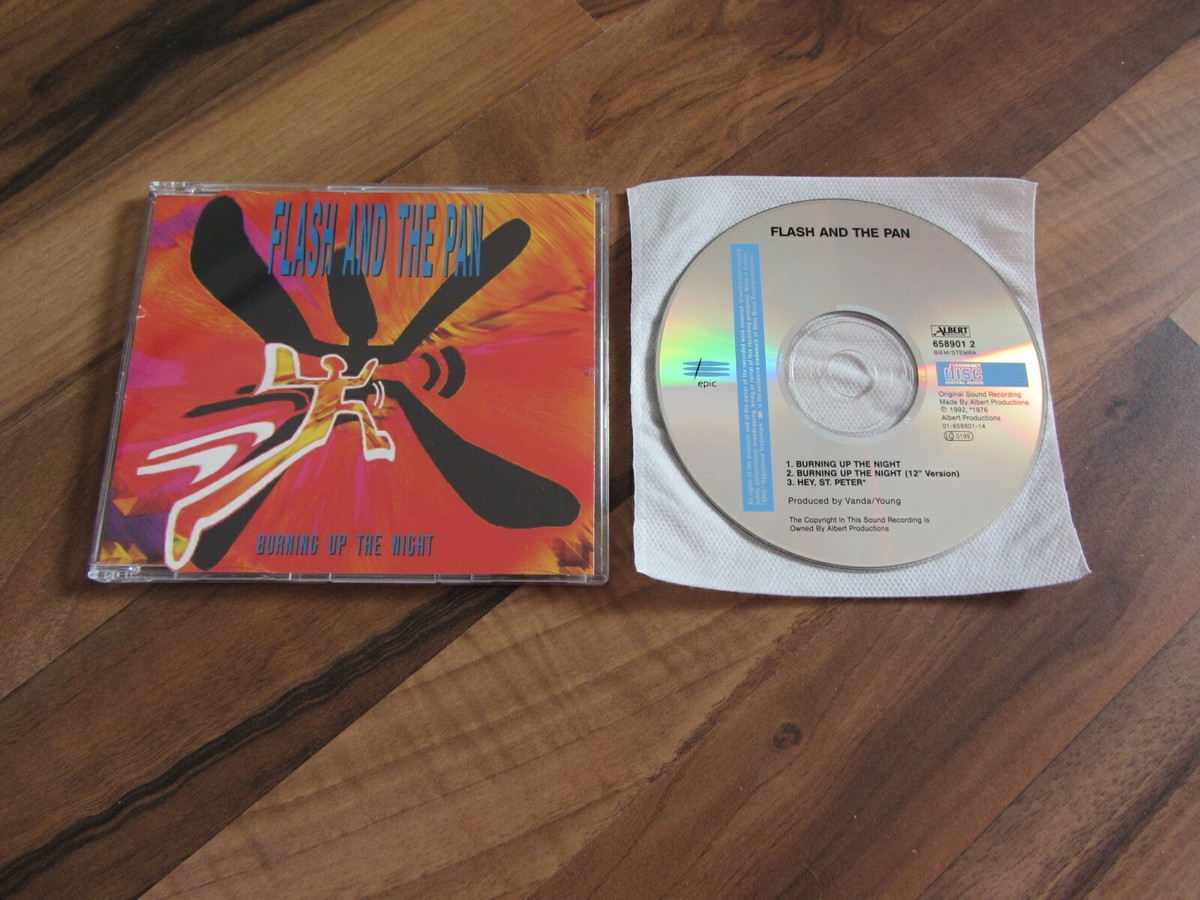 FLASH AND THE PAN
BURNING UP THE NIGHT
FLASH AND THE PAN
epic
ALBERT
658901 2
BIEM/STEMRA
COMPACT
disc
DIGITAL AUDIO
Original Sound Recording
Made By Albert Productions
℗ 1992, *1976
Albert Productions
01-658901-14
LC 0199
1. BURNING UP THE NIGHT
2. BURNING UP THE NIGHT (12" Version)
3. HEY, ST. PETER*
Produced by Vanda/Young
The Copyright In This Sound Recording Is
Owned By Albert Productions